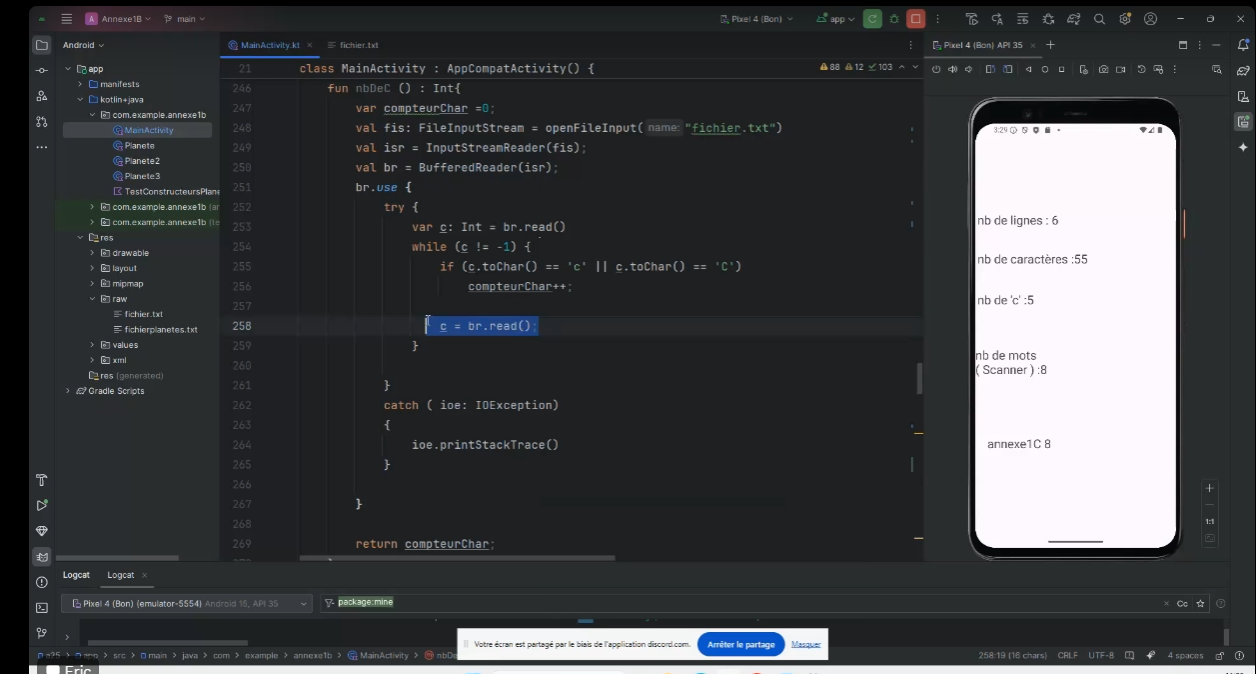 Annexe1B
main
Pixel 4 (Bon)
app
Android
MainActivity.kt
fichier.txt
Pixel 4 (Bon) API 35
app
manifests
kotlin+java
com.example.annexe1b
MainActivity
Planete
Planete2
Planete3
TestConstructeursPlane
com.example.annexe1b (an
com.example.annexe1b (te
res
drawable
layout
mipmap
raw
fichier.txt
fichierplanetes.txt
values
xml
res (generated)
Gradle Scripts
88 12 103
21 class MainActivity : AppCompatActivity() {
246 fun nbDeC () : Int{
247 var compteurChar =0;
248 val fis: FileInputStream = openFileInput( name: "fichier.txt")
249 val isr = InputStreamReader(fis);
250 val br = BufferedReader(isr);
251 br.use {
252 try {
253 var c: Int = br.read()
254 while (c != -1) {
255 if (c.toChar() == 'c' || c.toChar() == 'C')
256 compteurChar++;
257
258 c = br.read();
259 }
260
261 }
262 catch ( ioe: IOException)
263 {
264 ioe.printStackTrace()
265 }
266
267 }
268
269 return compteurChar;
3:29
nb de lignes : 6
nb de caractères :55
nb de 'c' :5
nb de mots
( Scanner ) :8
annexe1C 8
1:1
Logcat
Logcat
Pixel 4 (Bon) (emulator-5554) Android 15, API 35
package:mine
Cc
Votre écran est partagé par le biais de l'application discord.com.
Arrêter le partage
Masquer
app > src > main > java > com > example > annexe1b > MainActivity > nbDe
258:19 (16 chars) CRLF UTF-8 4 spaces
Eric